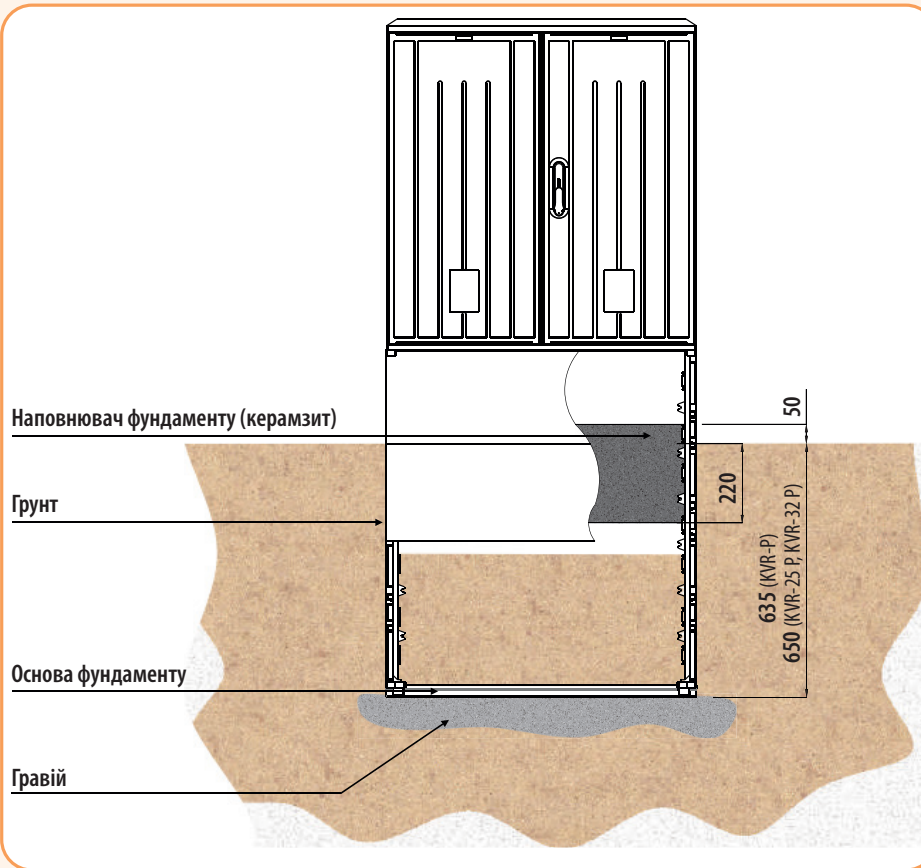 Наповнювач фундаменту (керамзит)
Грунт
Основа фундаменту
Гравій
50
220
635 (KVR-P)
650 (KVR-25 P, KVR-32 P)